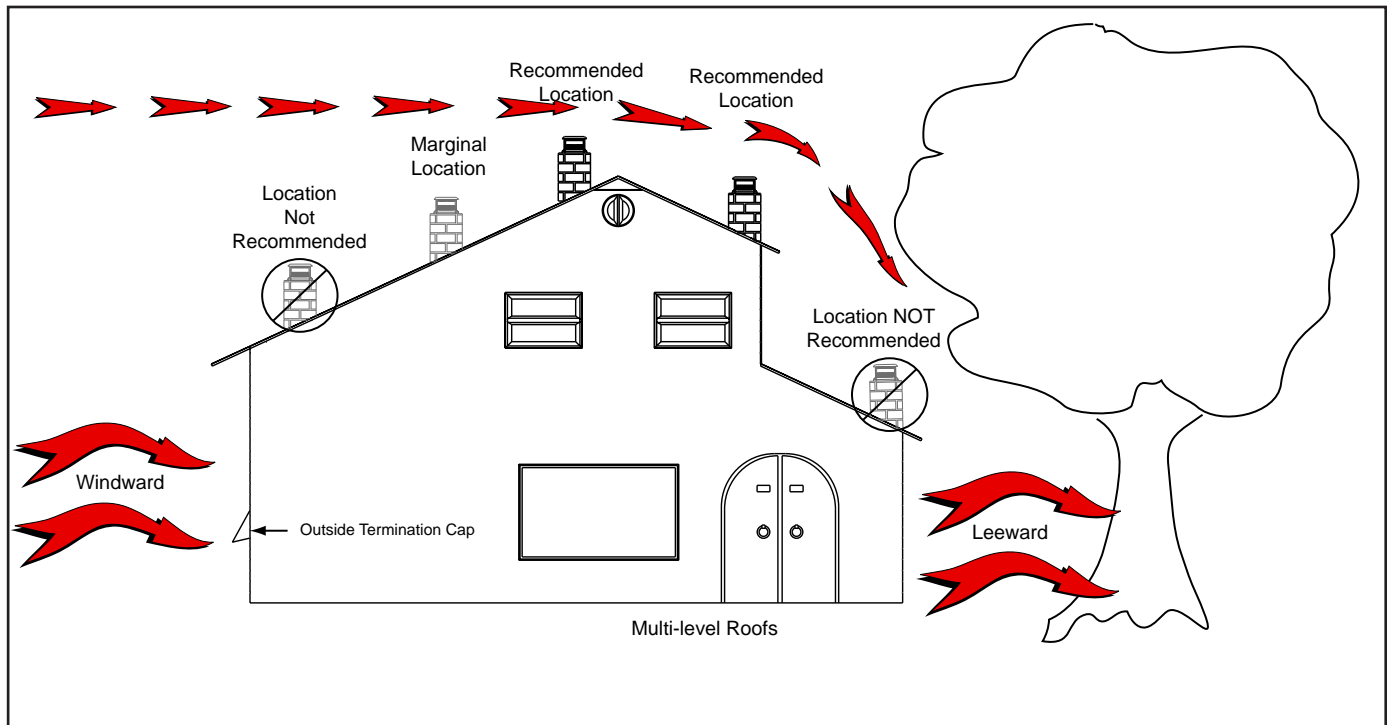 Recommended
Location
Recommended
Location
Marginal
Location
Location
Not
Recommended
Location NOT
Recommended
Windward
Outside Termination Cap
Leeward
Multi-level Roofs